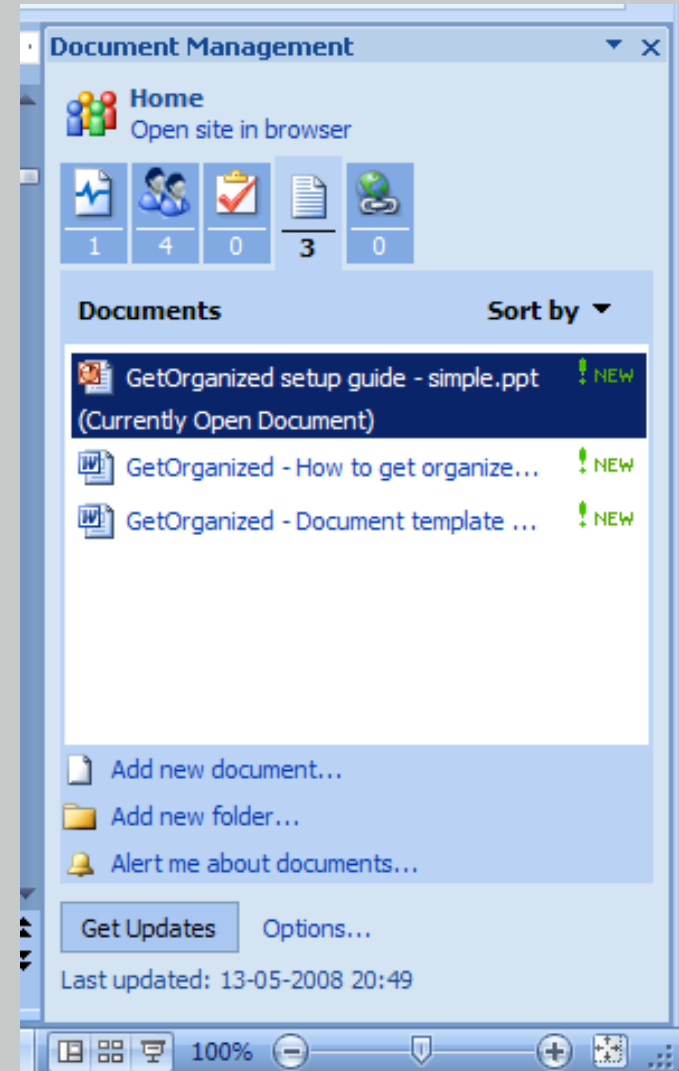 Document Management
Home
Open site in browser
1 4 0 3 0
Documents Sort by
GetOrganized setup guide - simple.ppt NEW
(Currently Open Document)
GetOrganized - How to get organize... NEW
GetOrganized - Document template ... NEW
Add new document...
Add new folder...
Alert me about documents...
Get Updates Options...
Last updated: 13-05-2008 20:49
100%